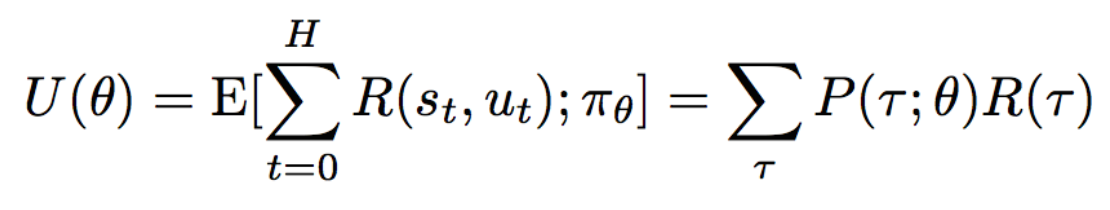 U(θ) = E[∑_{t=0}^{H} R(s_t, u_t); π_θ] = ∑_τ P(τ; θ)R(τ)